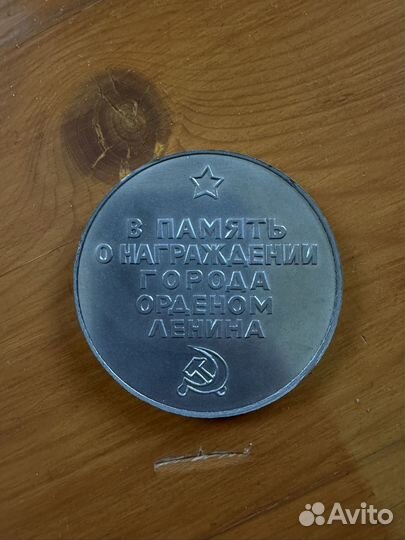 В ПАМЯТЬ
О НАГРАЖДЕНИИ
ГОРОДА
ОРДЕНОМ
ЛЕНИНА
Avito